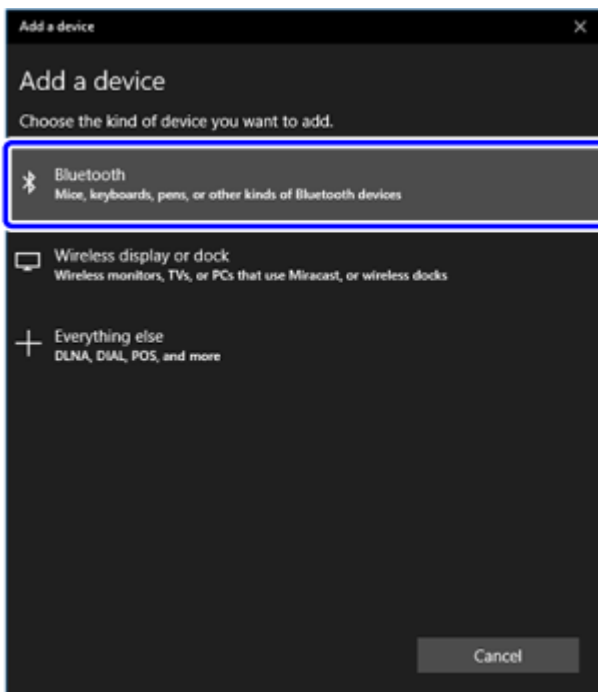 Add a device
Add a device
Choose the kind of device you want to add.
Bluetooth
Mice, keyboards, pens, or other kinds of Bluetooth devices
Wireless display or dock
Wireless monitors, TVs, or PCs that use Miracast, or wireless docks
Everything else
DLNA, DIAL, POS, and more
Cancel